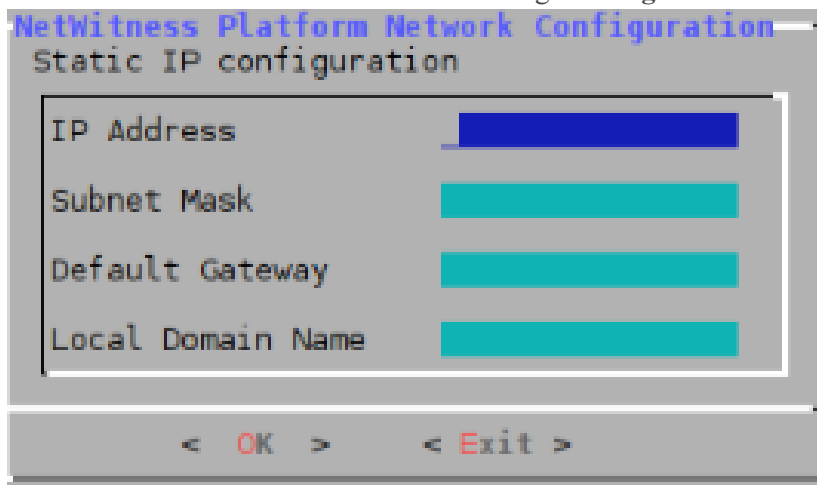 NetWitness Platform Network Configuration
Static IP configuration
IP Address
Subnet Mask
Default Gateway
Local Domain Name
< OK > < Exit >